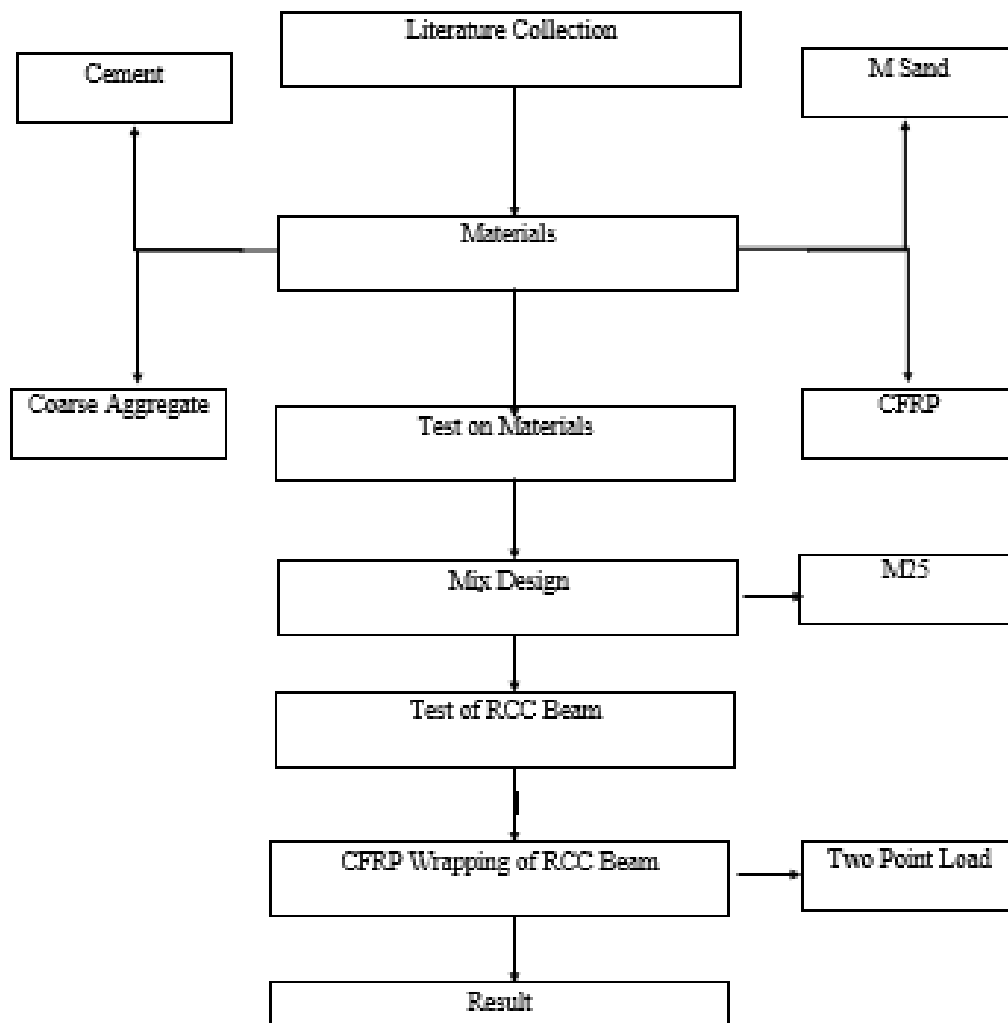 Literature Collection
Cement
M Sand
Materials
Coarse Aggregate
CFRP
Test on Materials
Mix Design
M25
Test of RCC Beam
CFRP Wrapping of RCC Beam
Two Point Load
Result